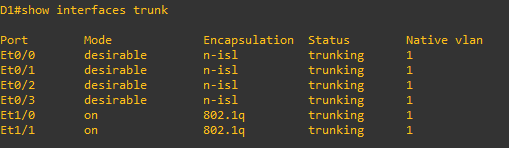 D1#show interfaces trunk
Port Mode Encapsulation Status Native vlan
Et0/0 desirable n-isl trunking 1
Et0/1 desirable n-isl trunking 1
Et0/2 desirable n-isl trunking 1
Et0/3 desirable n-isl trunking 1
Et1/0 on 802.1q trunking 1
Et1/1 on 802.1q trunking 1